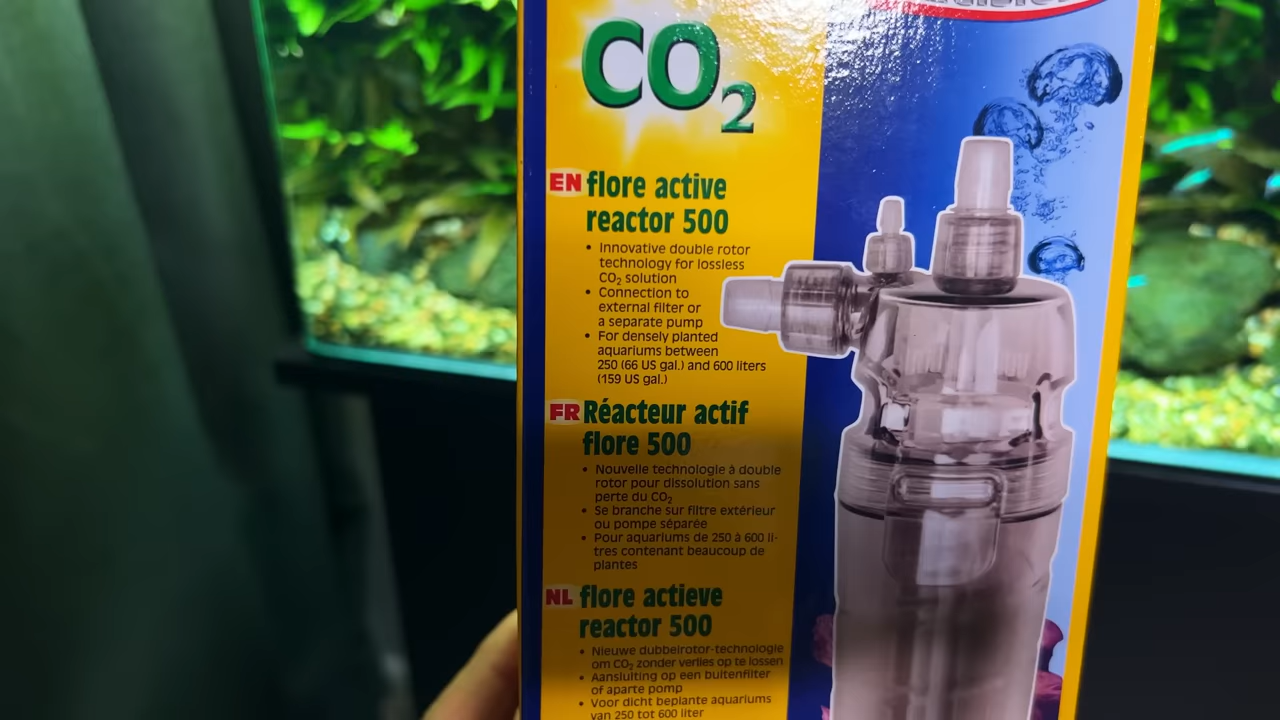 CO2
EN flore active
reactor 500
• Innovative double rotor
technology for lossless
CO2 solution
• Connection to
external filter or
a separate pump
• For densely planted
aquariums between
250 (66 US gal.) and 600 liters
(159 US gal.)
FR Réacteur actif
flore 500
• Nouvelle technologie à double
rotor pour dissolution sans
perte du CO2
• Se branche sur filtre extérieur
ou pompe séparée
• Pour aquariums de 250 à 600 li-
tres contenant beaucoup de
plantes
NL flore actieve
reactor 500
• Nieuwe dubbelrotor-technologie
om CO2 zonder verlies op te lossen
• Aansluiting op een buitenfilter
of aparte pomp
• Voor dicht beplante aquariums
van 250 tot 600 liter